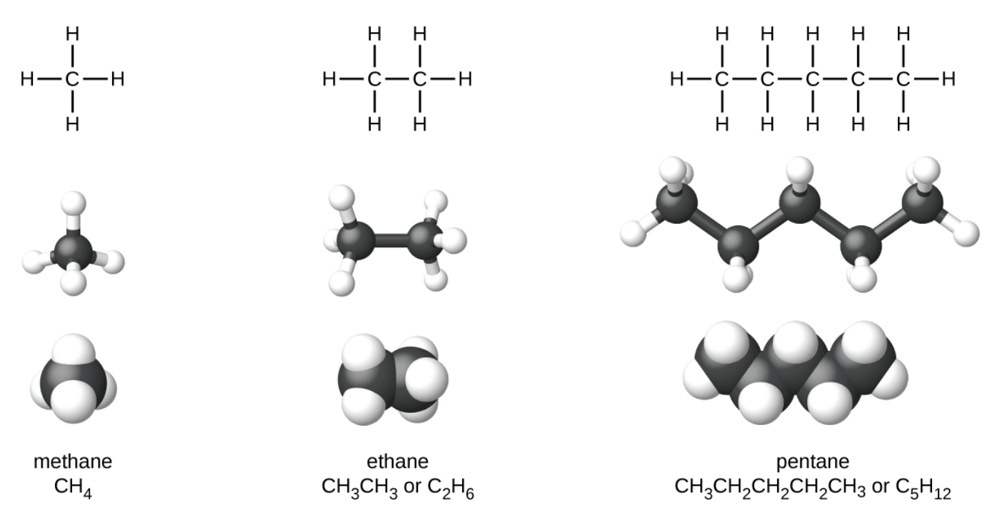 H
H—C—H
H
H H
H—C—C—H
H H
H H H H H
H—C—C—C—C—C—H
H H H H H
methane
CH₄
ethane
CH₃CH₃ or C₂H₆
pentane
CH₃CH₂CH₂CH₂CH₃ or C₅H₁₂